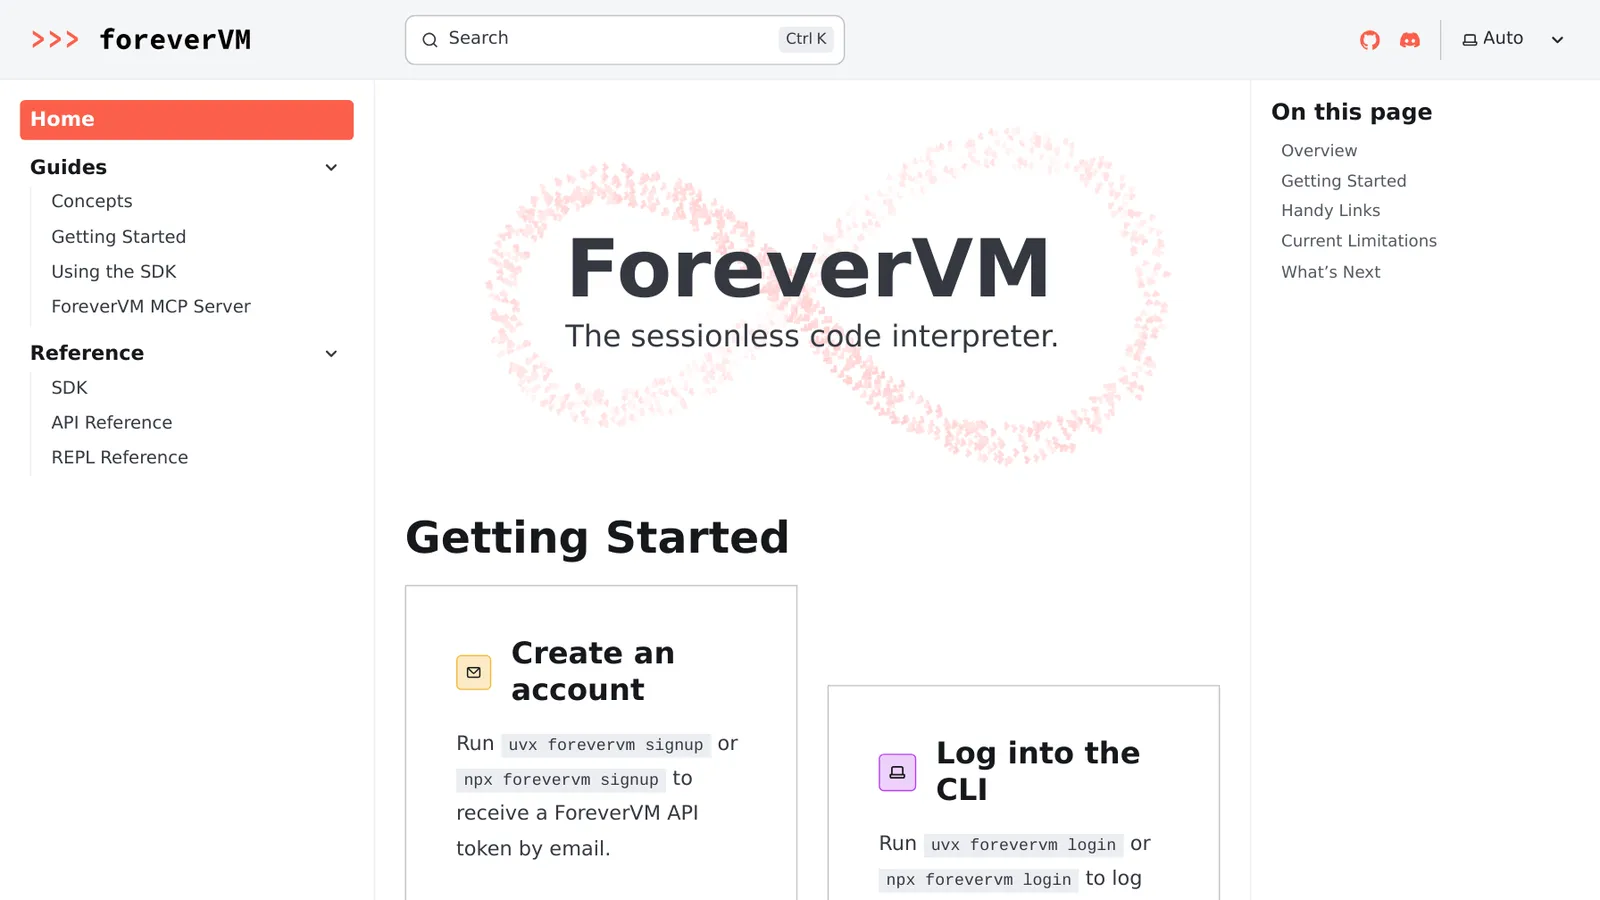 >>> foreverVM
Search
Ctrl K
Auto
Home
Guides
Concepts
Getting Started
Using the SDK
ForeverVM MCP Server
Reference
SDK
API Reference
REPL Reference
ForeverVM
The sessionless code interpreter.
Getting Started
Create an
account
Run uvx forevervm signup or
npx forevervm signup to
receive a ForeverVM API
token by email.
Log into the
CLI
Run uvx forevervm login or
npx forevervm login to log
On this page
Overview
Getting Started
Handy Links
Current Limitations
What’s Next